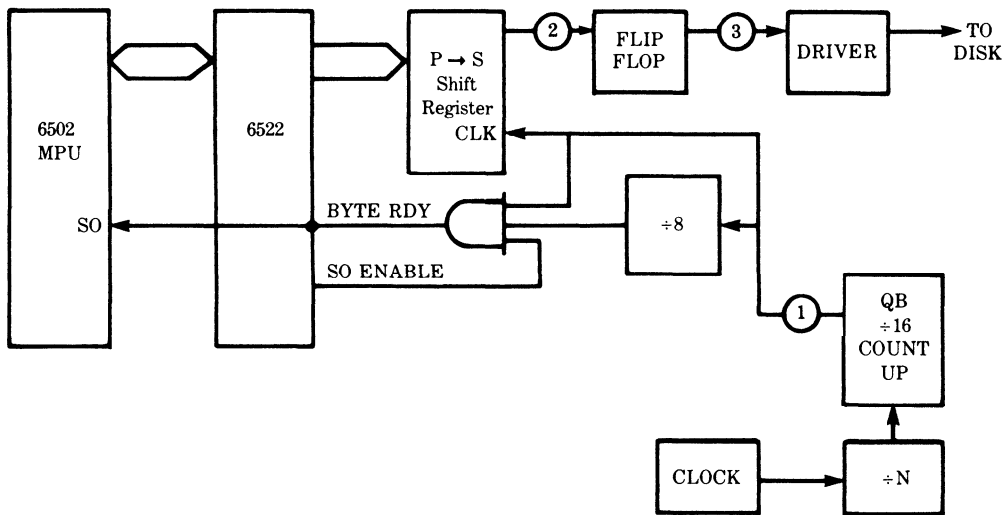 6502
MPU
SO
6522
P → S
Shift
Register
CLK
2
FLIP
FLOP
3
DRIVER
TO
DISK
BYTE RDY
SO ENABLE
÷8
1
QB
÷16
COUNT
UP
CLOCK
÷N